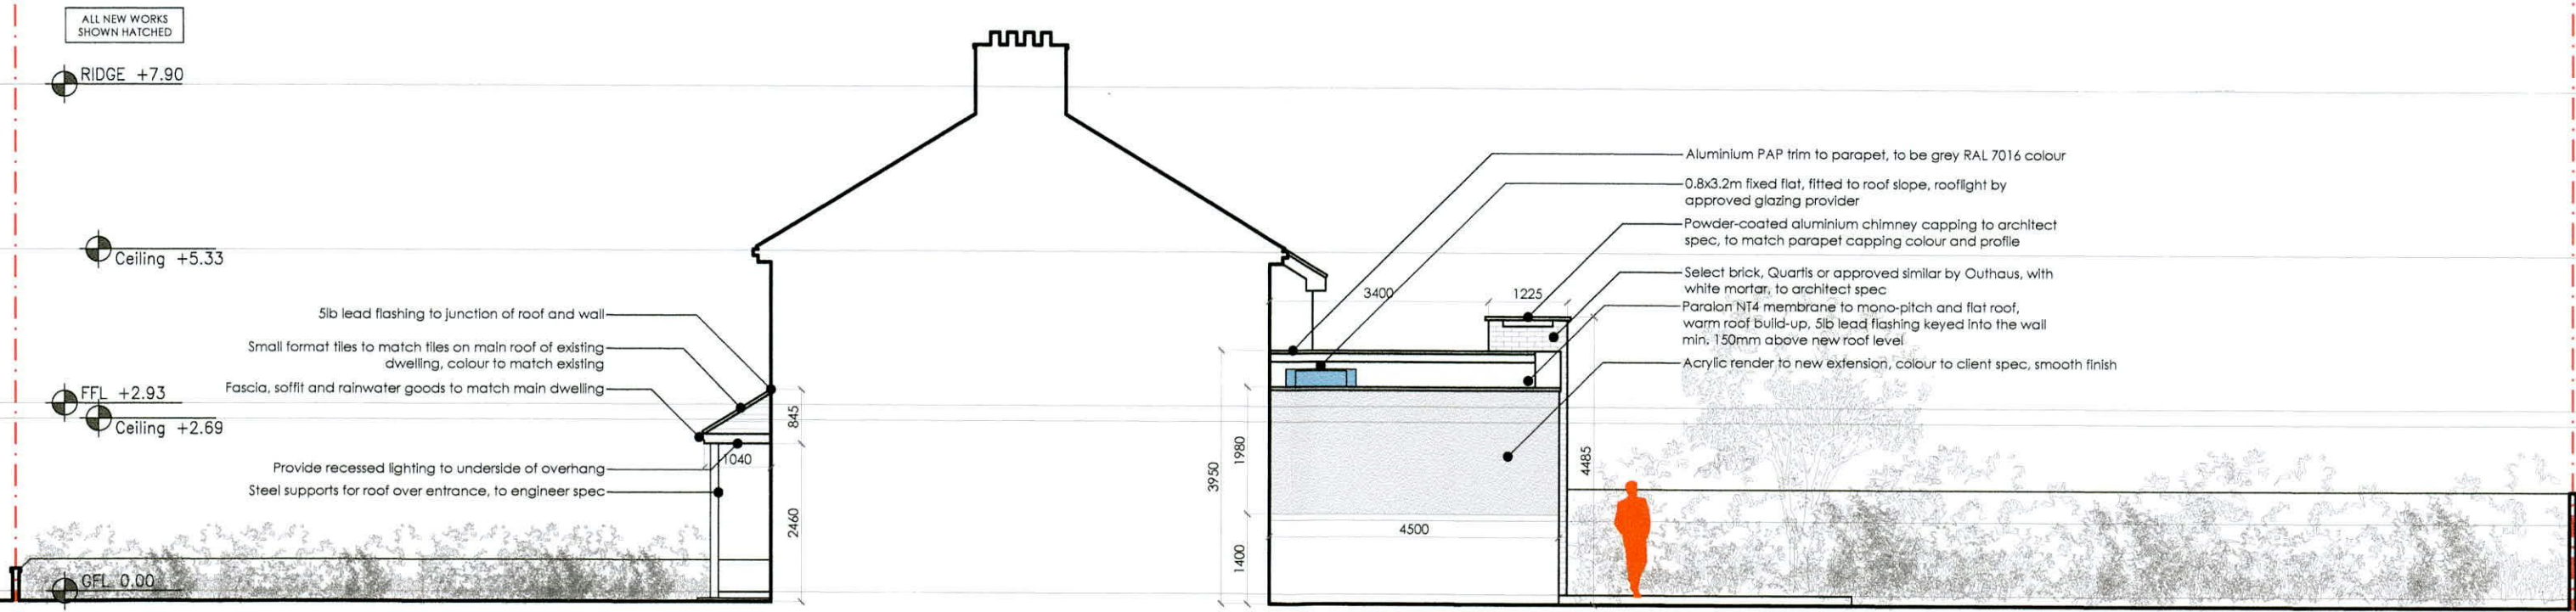 ALL NEW WORKS
SHOWN HATCHED
RIDGE +7.90
Ceiling +5.33
FFL +2.93
Ceiling +2.69
GFL 0.00
5lb lead flashing to junction of roof and wall
Small format tiles to match tiles on main roof of existing
dwelling, colour to match existing
Fascia, soffit and rainwater goods to match main dwelling
Provide recessed lighting to underside of overhang
Steel supports for roof over entrance, to engineer spec
845
1040
2460
3400
1225
3950
1980
1400
4500
4485
Aluminium PAP trim to parapet, to be grey RAL 7016 colour
0.8x3.2m fixed flat, fitted to roof slope, rooflight by
approved glazing provider
Powder-coated aluminium chimney capping to architect
spec, to match parapet capping colour and profile
Select brick, Quartis or approved similar by Outhaus, with
white mortar, to architect spec
Paralon NT4 membrane to mono-pitch and flat roof,
warm roof build-up, 5lb lead flashing keyed into the wall
min. 150mm above new roof level
Acrylic render to new extension, colour to client spec, smooth finish